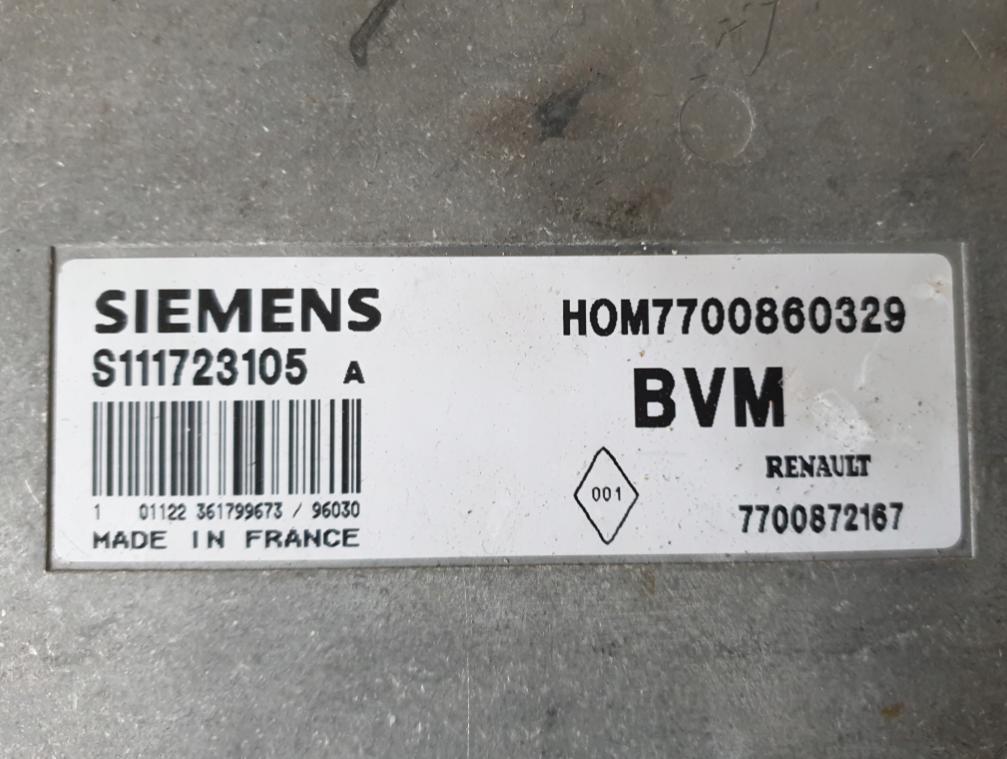 SIEMENS
S111723105 A
1 01122 361799673 / 96030
MADE IN FRANCE
HOM7700860329
BVM
001
RENAULT
7700872167